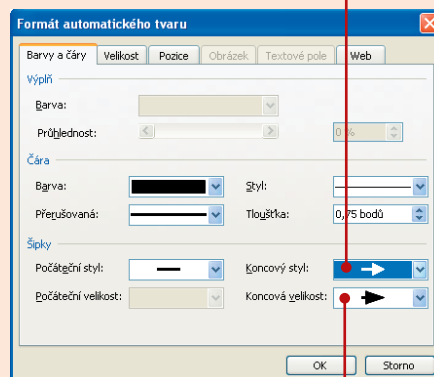 Formát automatického tvaru
Barvy a čáry Velikost Pozice Obrázek Textové pole Web
Výplň
Barva:
Průhlednost: 0 %
Čára
Barva: Styl:
Přerušovaná: Tloušťka: 0,75 bodů
Šipky
Počáteční styl: Koncový styl:
Počáteční velikost: Koncová velikost:
OK Storno